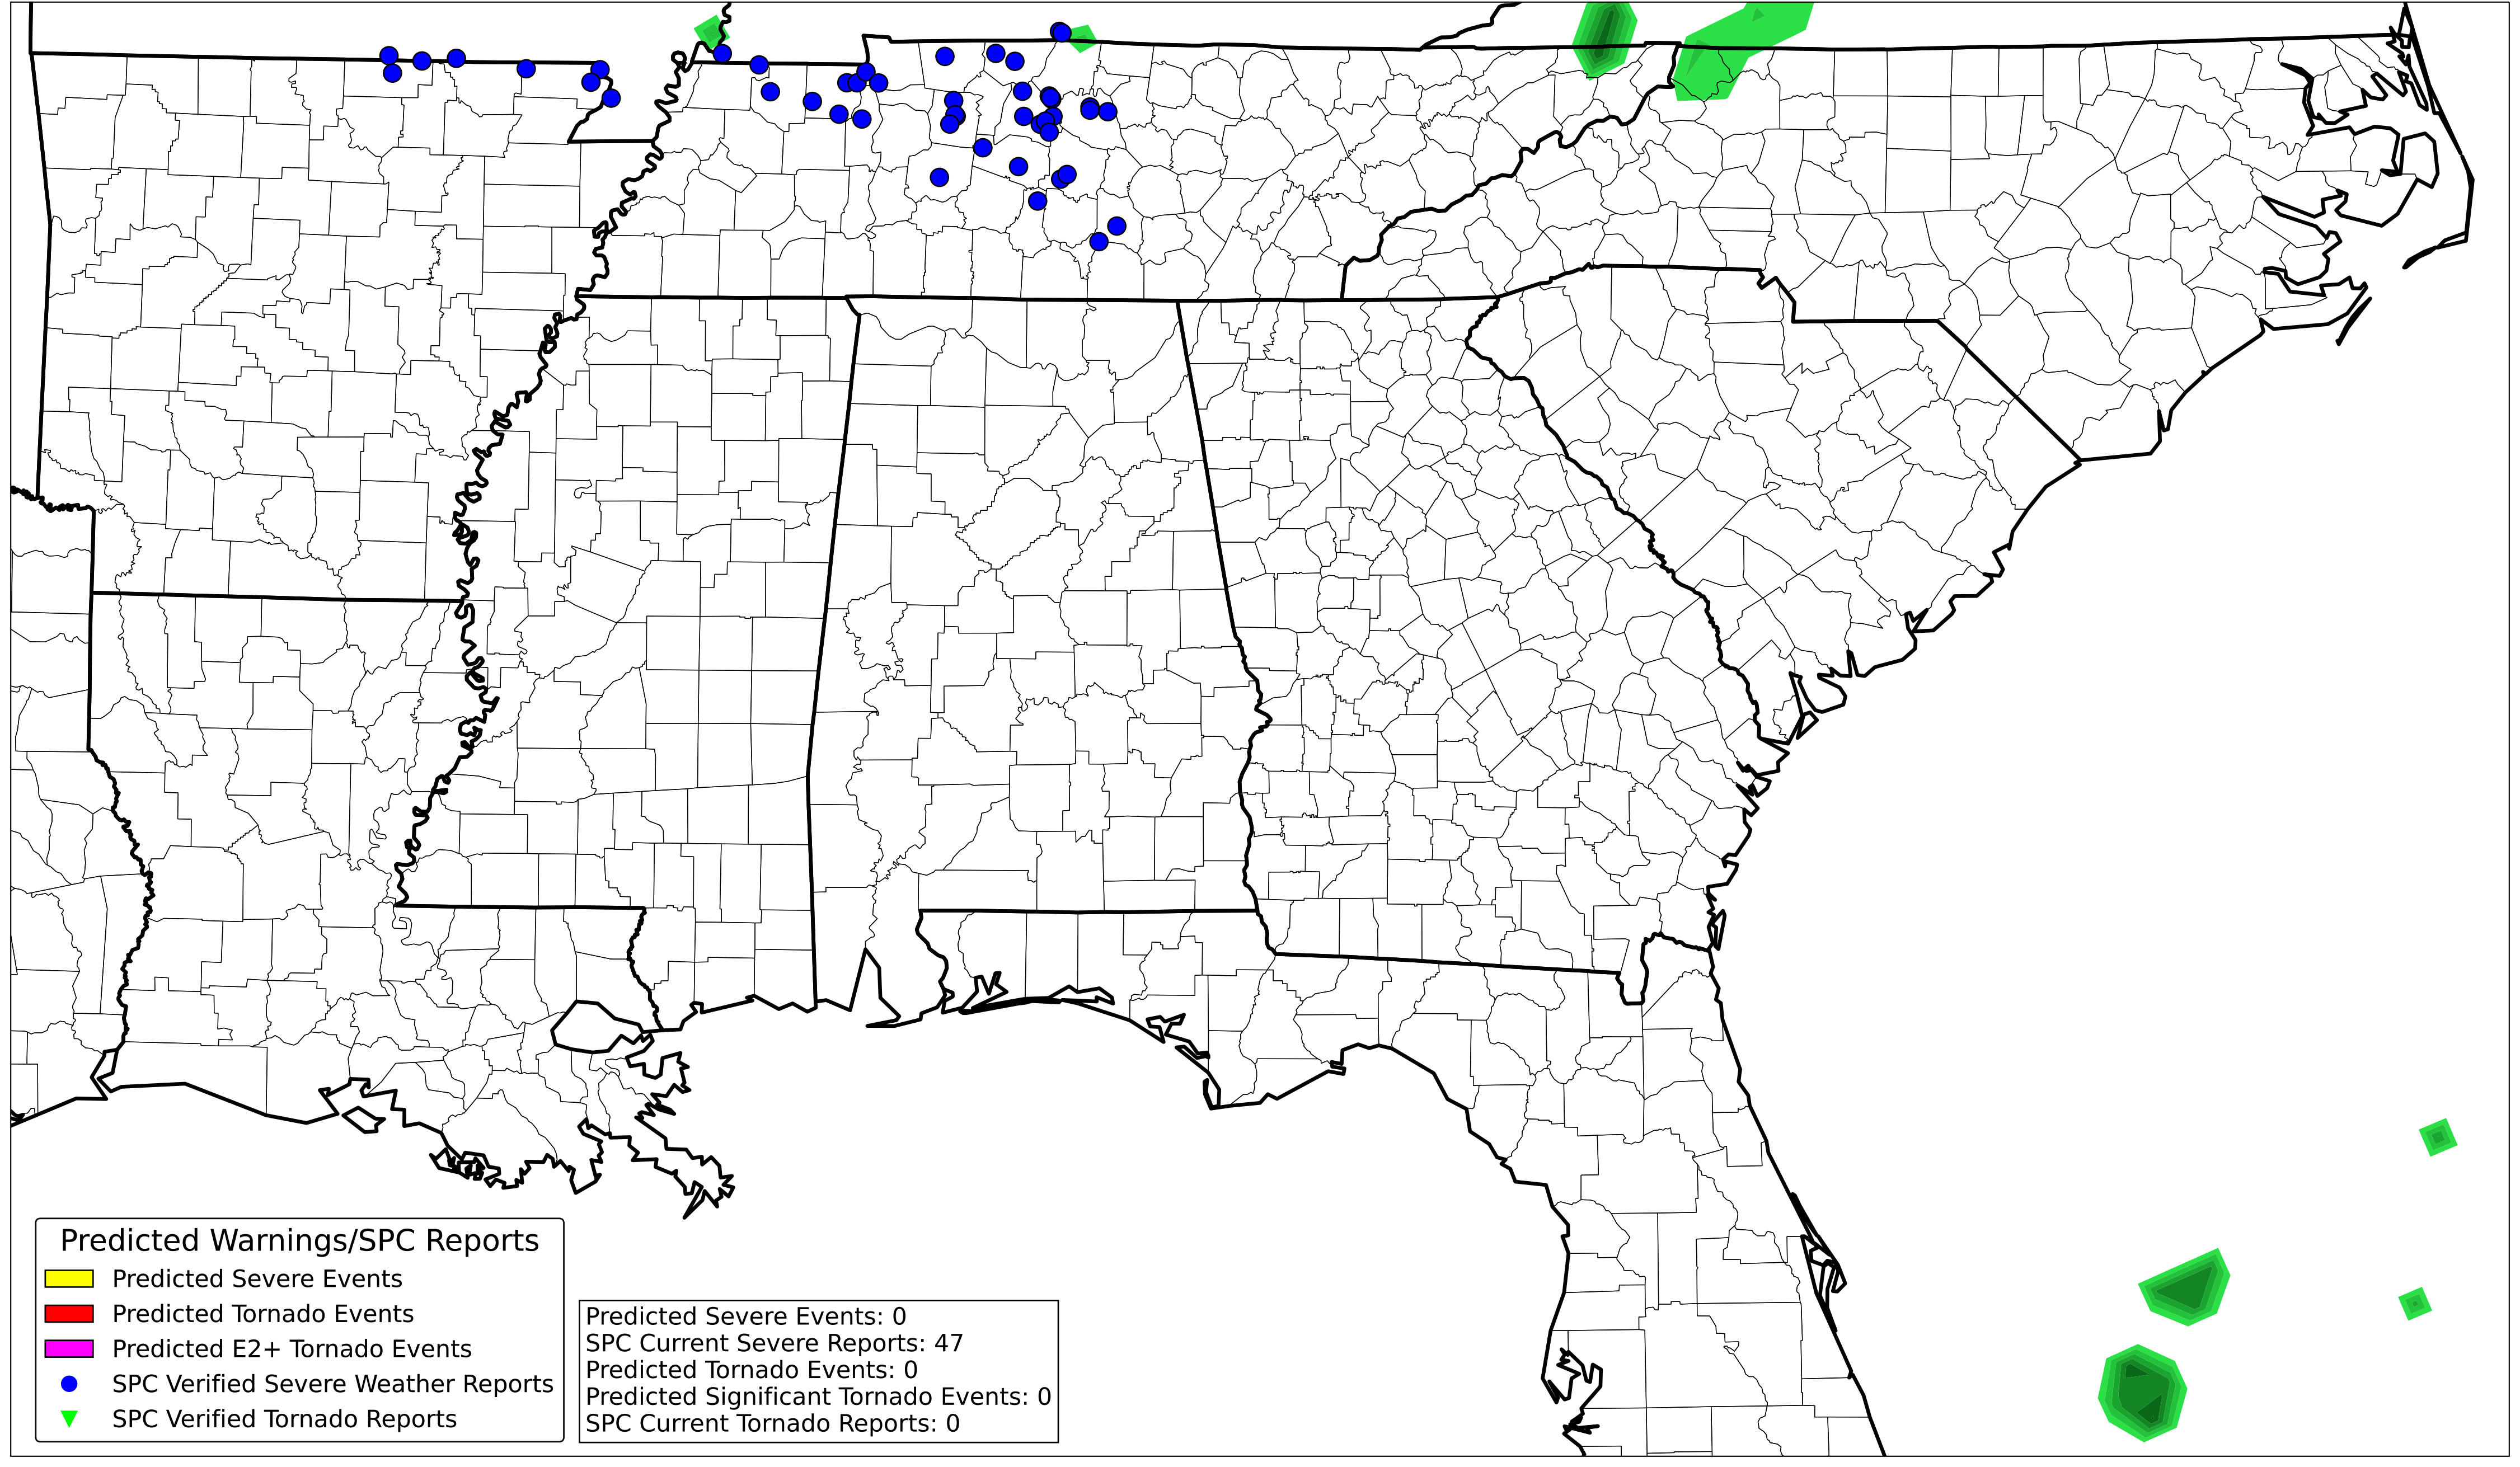 Predicted Warnings/SPC Reports
Predicted Severe Events
Predicted Tornado Events
Predicted E2+ Tornado Events
SPC Verified Severe Weather Reports
SPC Verified Tornado Reports
Predicted Severe Events: 0
SPC Current Severe Reports: 47
Predicted Tornado Events: 0
Predicted Significant Tornado Events: 0
SPC Current Tornado Reports: 0